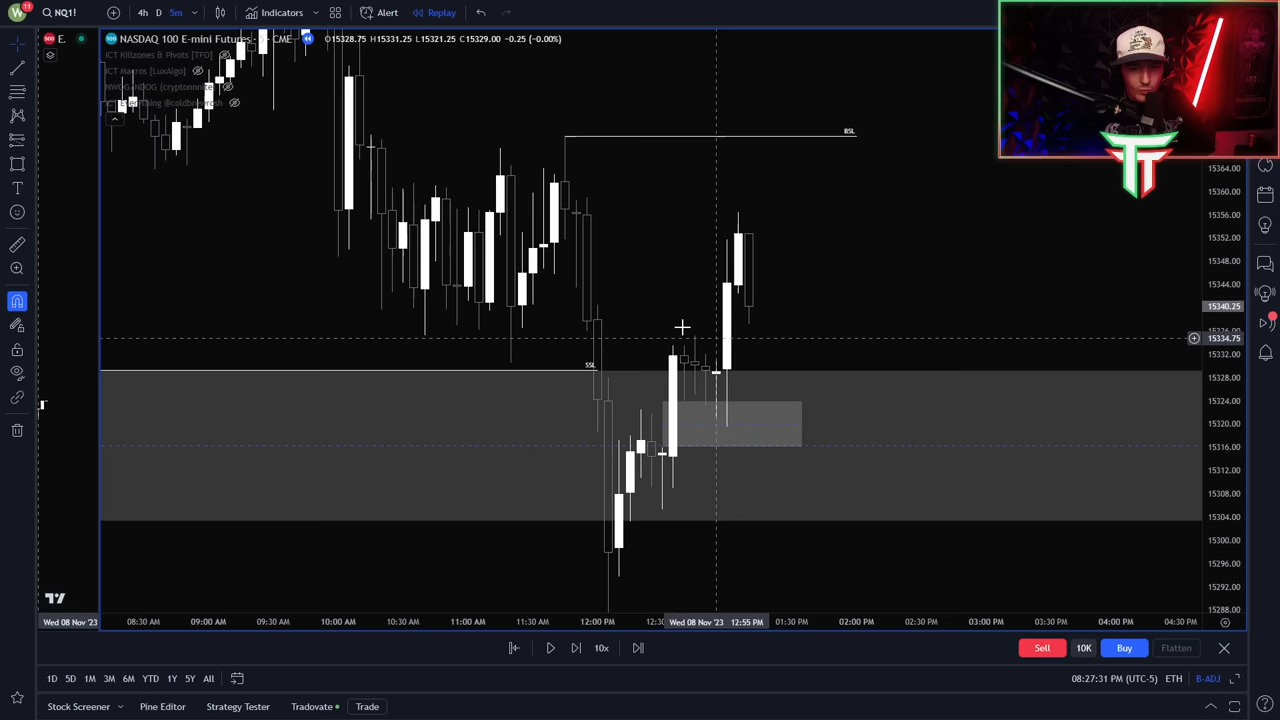 W
11
NQ1!
4h
D
5m
Indicators
Alert
Replay
500
E.
100
NASDAQ 100 E-mini Futures
CME
O15328.75 H15331.25 L15321.25 C15329.00 -0.25 (-0.00%)
ICT Killzones & Pivots [TFO]
ICT Macros [LuxAlgo]
ICT Everything @coldbrewrosh
BSL
SSL
TT
15364.00
15360.00
15356.00
15352.00
15348.00
15344.00
15340.25
15334.75
15332.00
15328.00
15324.00
15320.00
15316.00
15312.00
15308.00
15304.00
15300.00
15296.00
15292.00
15288.00
Wed 08 Nov '23
08:30 AM
09:00 AM
09:30 AM
10:00 AM
10:30 AM
11:00 AM
11:30 AM
12:00 PM
Wed 08 Nov '23 12:55 PM
01:30 PM
02:00 PM
02:30 PM
03:00 PM
03:30 PM
04:00 PM
04:30 PM
10x
Sell
10K
Buy
Flatten
1D
5D
1M
3M
6M
YTD
1Y
5Y
All
08:27:31 PM (UTC-5)
ETH
B-ADJ
Stock Screener
Pine Editor
Strategy Tester
Tradovate
Trade